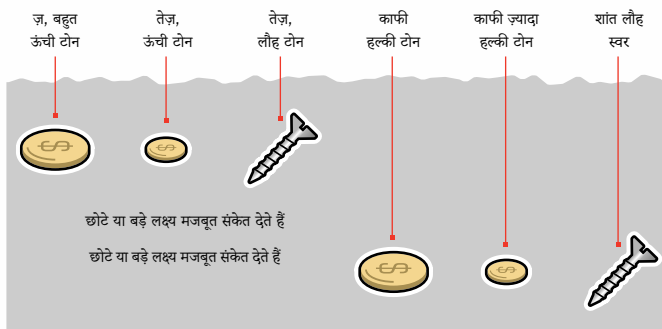 ज़, बहुत
ऊंची टोन
तेज़,
ऊंची टोन
तेज़,
लौह टोन
काफी
हल्की टोन
काफी ज़्यादा
हल्की टोन
शांत लौह
स्वर
छोटे या बड़े लक्ष्य मजबूत संकेत देते हैं
छोटे या बड़े लक्ष्य मजबूत संकेत देते हैं